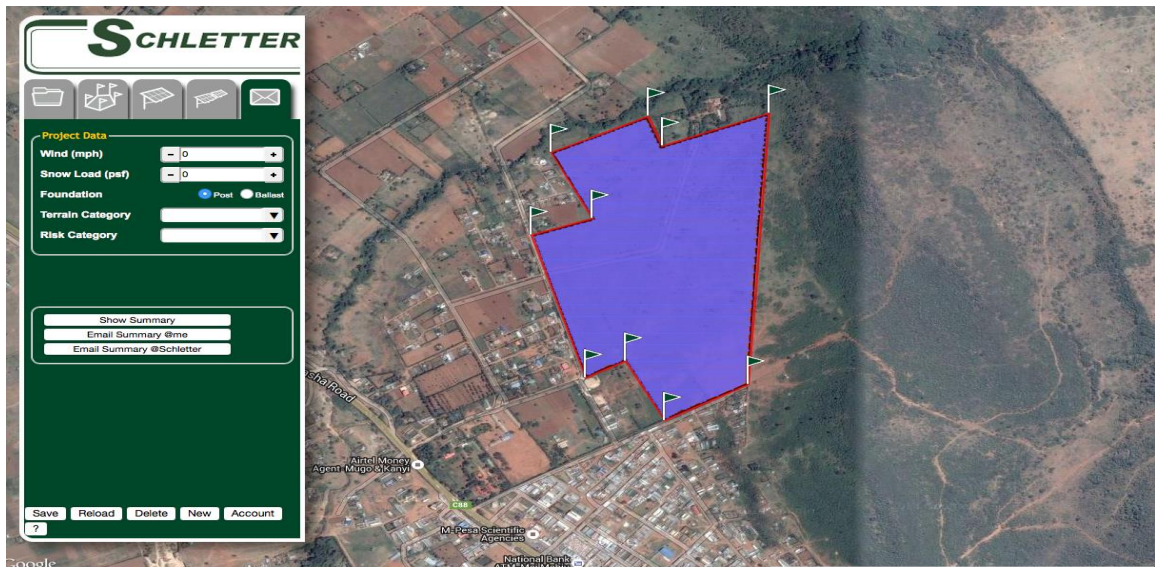 SCHLETTER
Project Data
Wind (mph) - 0 +
Snow Load (psf) - 0 +
Foundation Post Ballast
Terrain Category
Risk Category
Show Summary
Email Summary @me
Email Summary @Schletter
Save Reload Delete New Account
?
sha Road
Airtel Money
Agent-Mugo & Kanyi
C88
M-Pesa Scientific
Agencies
National Bank
Google